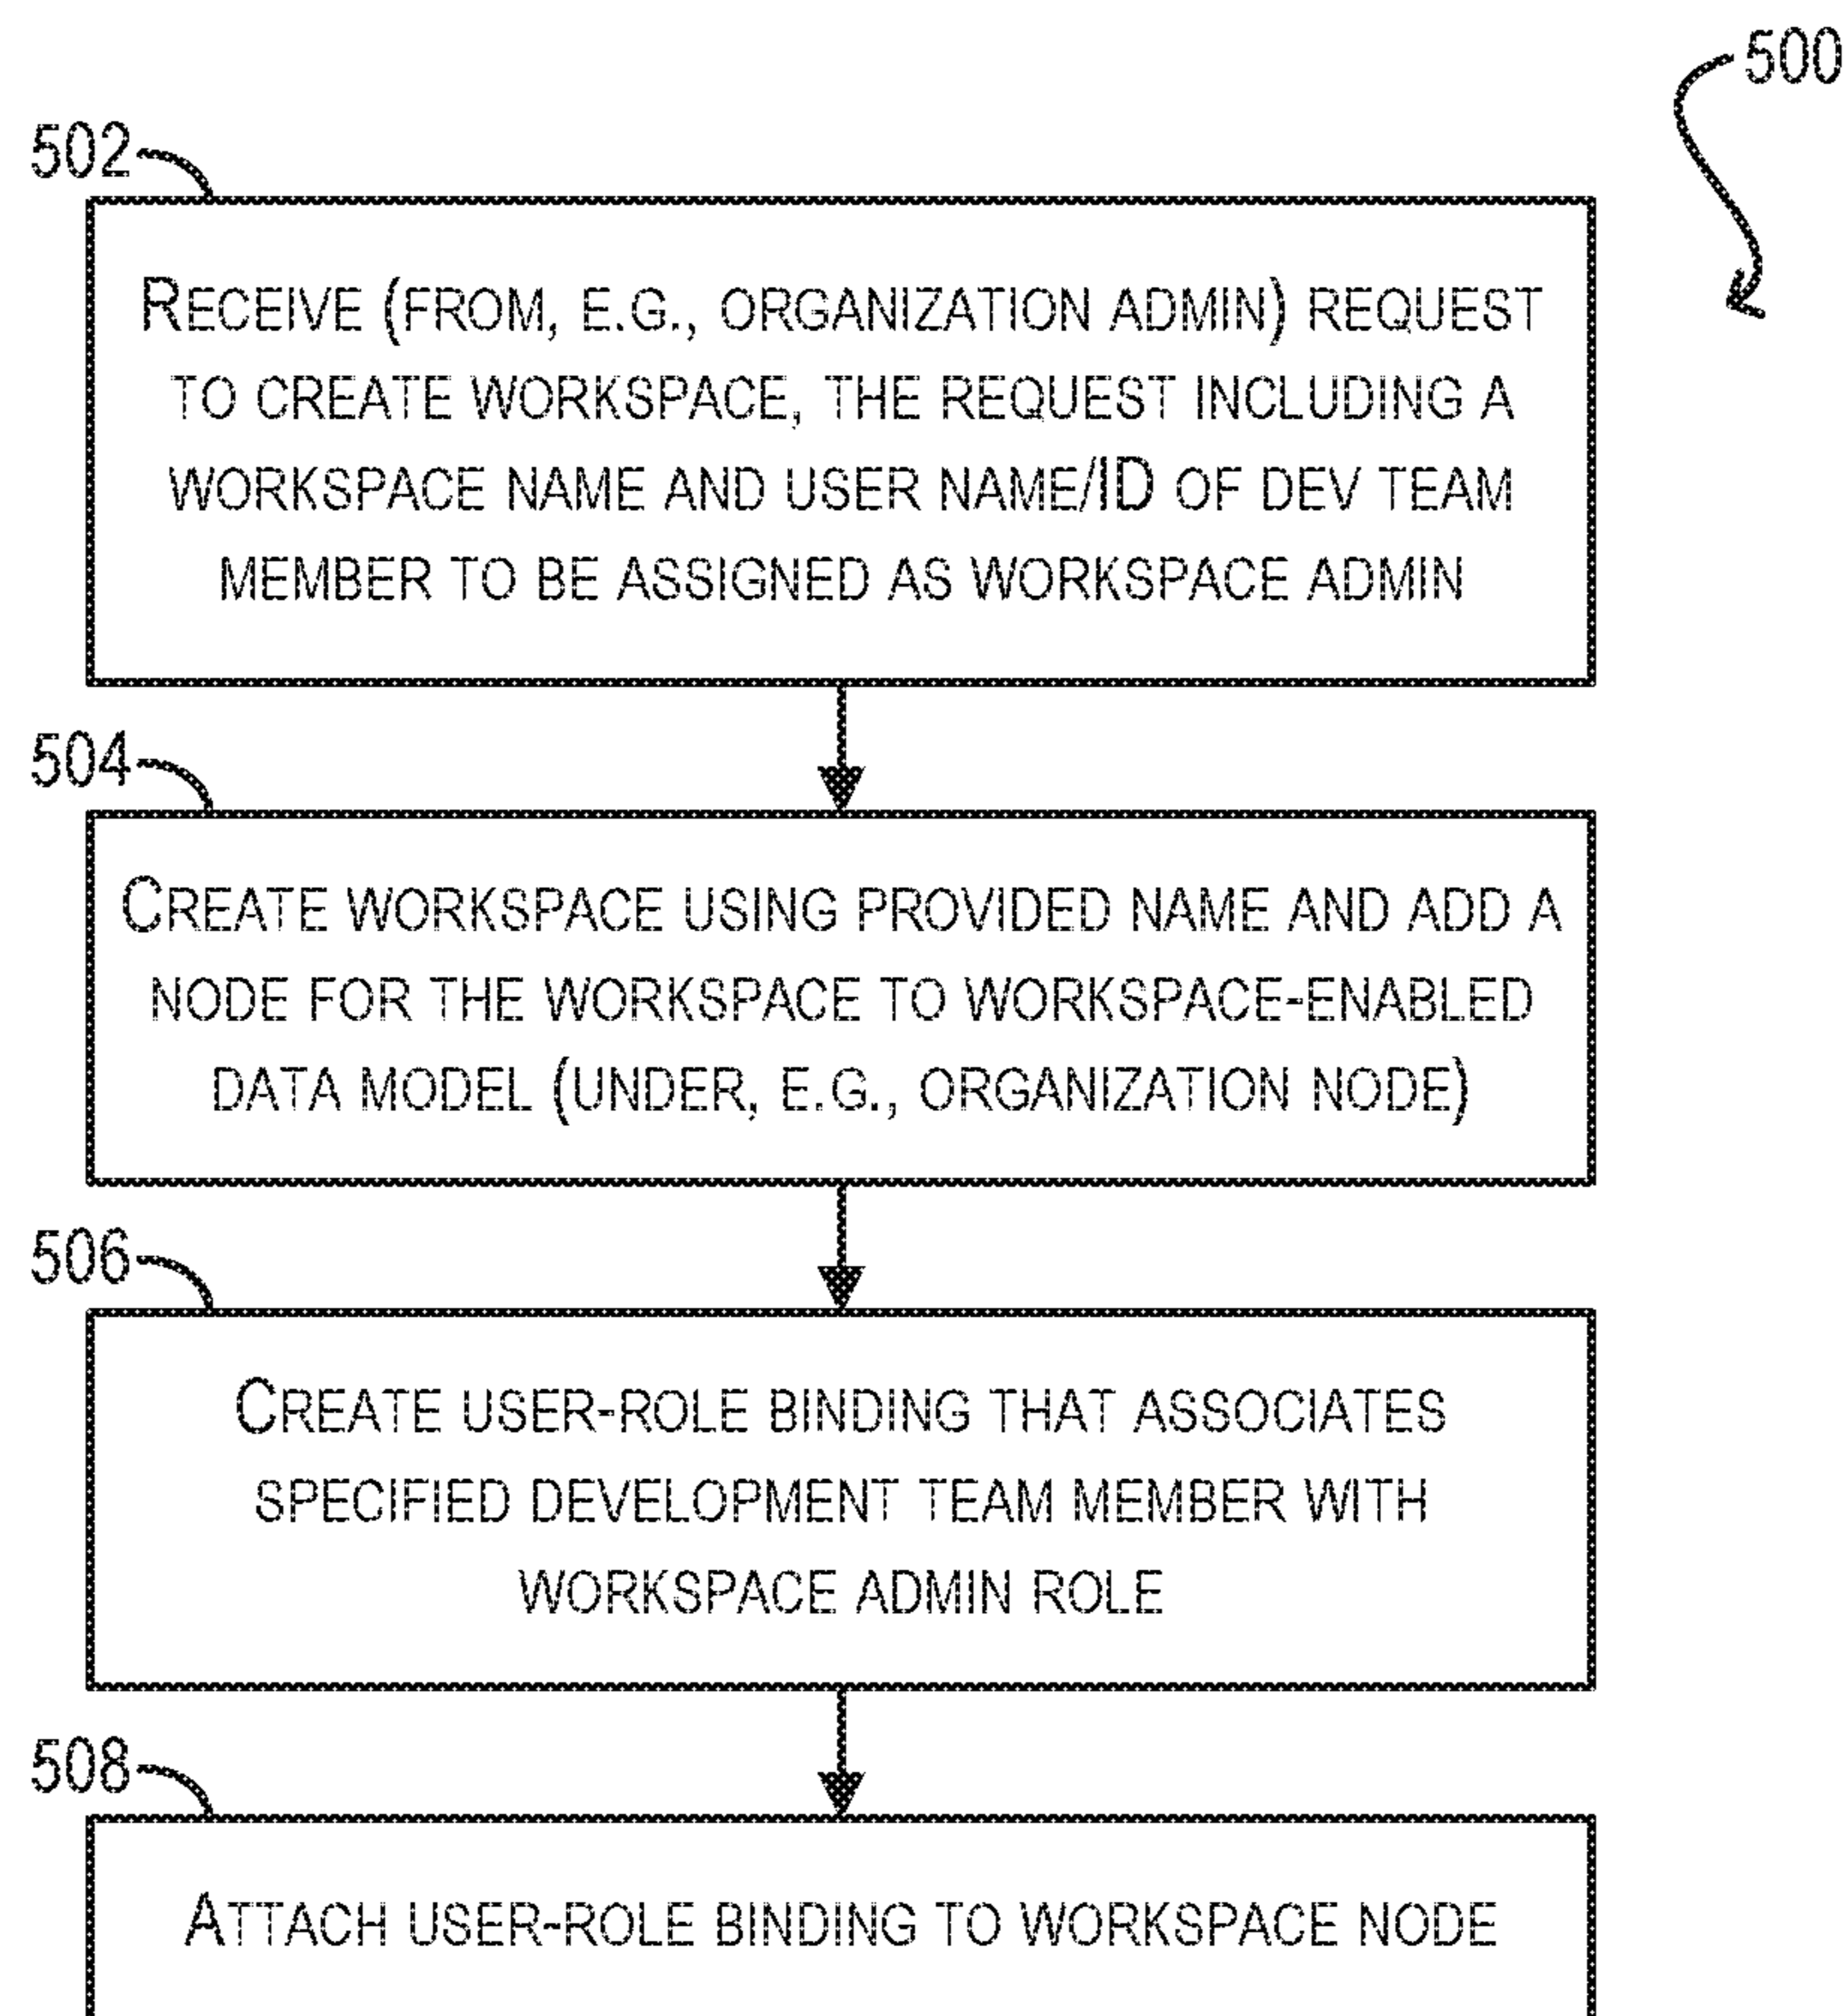 500
502
RECEIVE (FROM, E.G., ORGANIZATION ADMIN) REQUEST
TO CREATE WORKSPACE, THE REQUEST INCLUDING A
WORKSPACE NAME AND USER NAME/ID OF DEV TEAM
MEMBER TO BE ASSIGNED AS WORKSPACE ADMIN
504
CREATE WORKSPACE USING PROVIDED NAME AND ADD A
NODE FOR THE WORKSPACE TO WORKSPACE-ENABLED
DATA MODEL (UNDER, E.G., ORGANIZATION NODE)
506
CREATE USER-ROLE BINDING THAT ASSOCIATES
SPECIFIED DEVELOPMENT TEAM MEMBER WITH
WORKSPACE ADMIN ROLE
508
ATTACH USER-ROLE BINDING TO WORKSPACE NODE